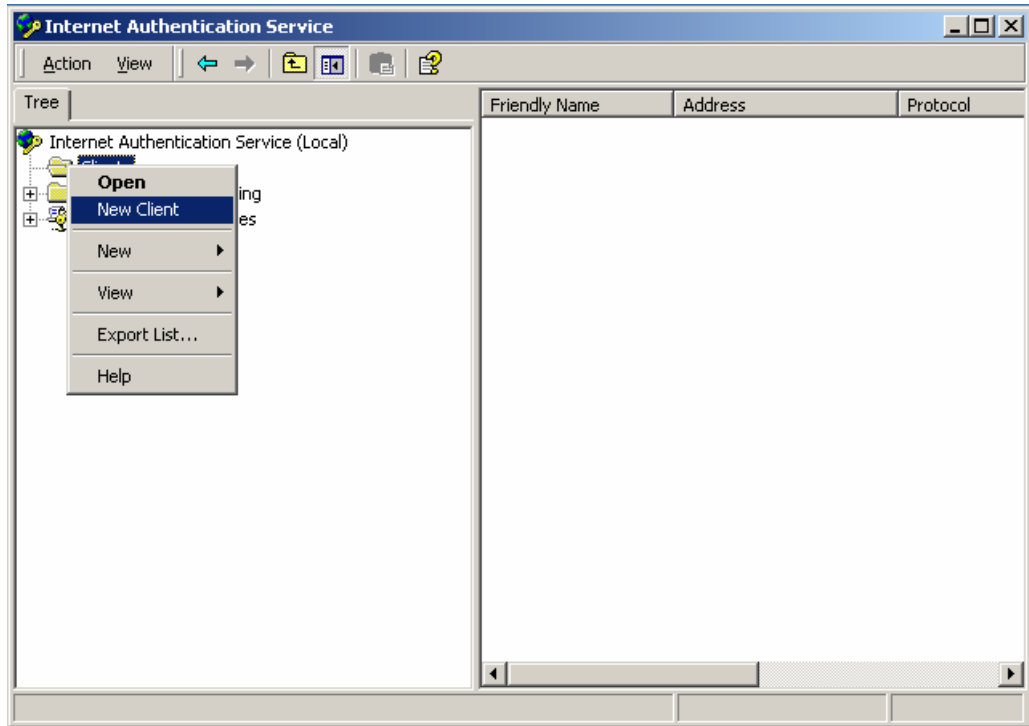 Internet Authentication Service
Action View
Tree
Friendly Name Address Protocol
Internet Authentication Service (Local)
Open
ing
New Client
es
New
View
Export List...
Help